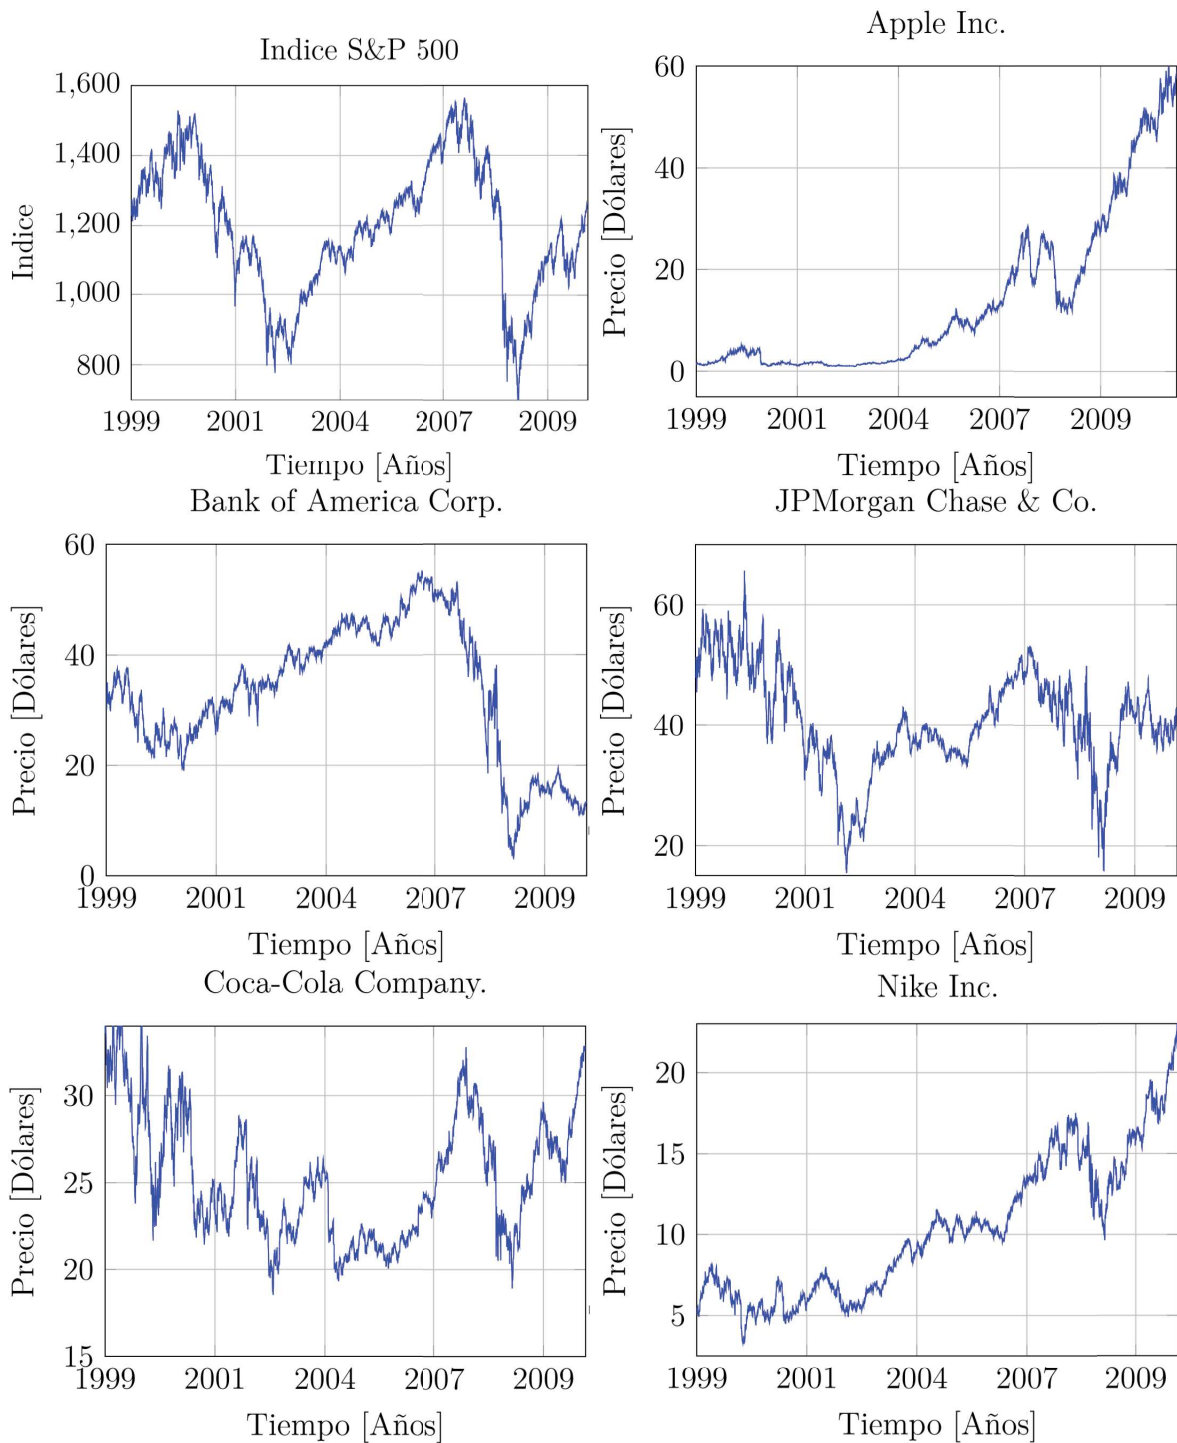 Indice S&P 500
1,600
1,400
1,200
1,000
800
Indice
1999 2001 2004 2007 2009
Tiempo [Años]
Apple Inc.
60
40
20
0
Precio [Dólares]
1999 2001 2004 2007 2009
Tiempo [Años]
Bank of America Corp.
60
40
20
0
Precio [Dólares]
1999 2001 2004 2007 2009
Tiempo [Años]
JPMorgan Chase & Co.
60
40
20
Precio [Dólares]
1999 2001 2004 2007 2009
Tiempo [Años]
Coca-Cola Company.
30
25
20
15
Precio [Dólares]
1999 2001 2004 2007 2009
Tiempo [Años]
Nike Inc.
20
15
10
5
Precio [Dólares]
1999 2001 2004 2007 2009
Tiempo [Años]